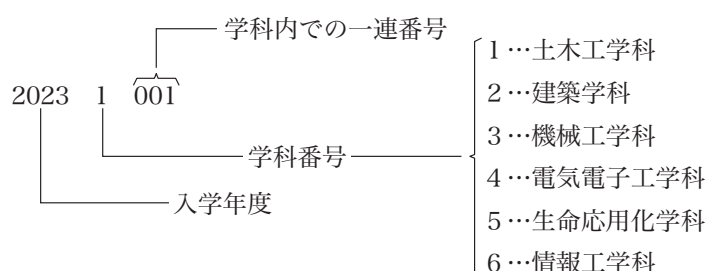 学科内での一連番号
2023 1 001
学科番号
入学年度
1…土木工学科
2…建築学科
3…機械工学科
4…電気電子工学科
5…生命応用化学科
6…情報工学科